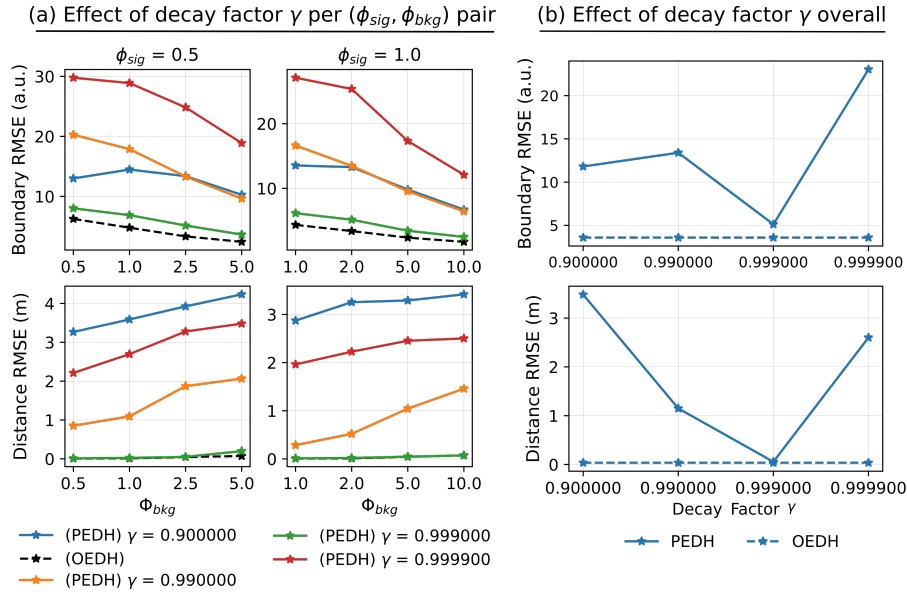 (a) Effect of decay factor γ per (ϕsig, ϕbkg) pair
ϕsig = 0.5
ϕsig = 1.0
Boundary RMSE (a.u.)
30
20
10
0.5 1.0 2.5 5.0
20
10
1.0 2.0 5.0 10.0
Distance RMSE (m)
4
3
2
1
0
0.5 1.0 2.5 5.0
Φbkg
3
2
1
0
1.0 2.0 5.0 10.0
Φbkg
(PEDH) γ = 0.900000
(OEDH)
(PEDH) γ = 0.990000
(PEDH) γ = 0.999000
(PEDH) γ = 0.999900
(b) Effect of decay factor γ overall
Boundary RMSE (a.u.)
20
15
10
5
0.900000 0.990000 0.999000 0.999900
Distance RMSE (m)
3
2
1
0
0.900000 0.990000 0.999000 0.999900
Decay Factor γ
PEDH OEDH